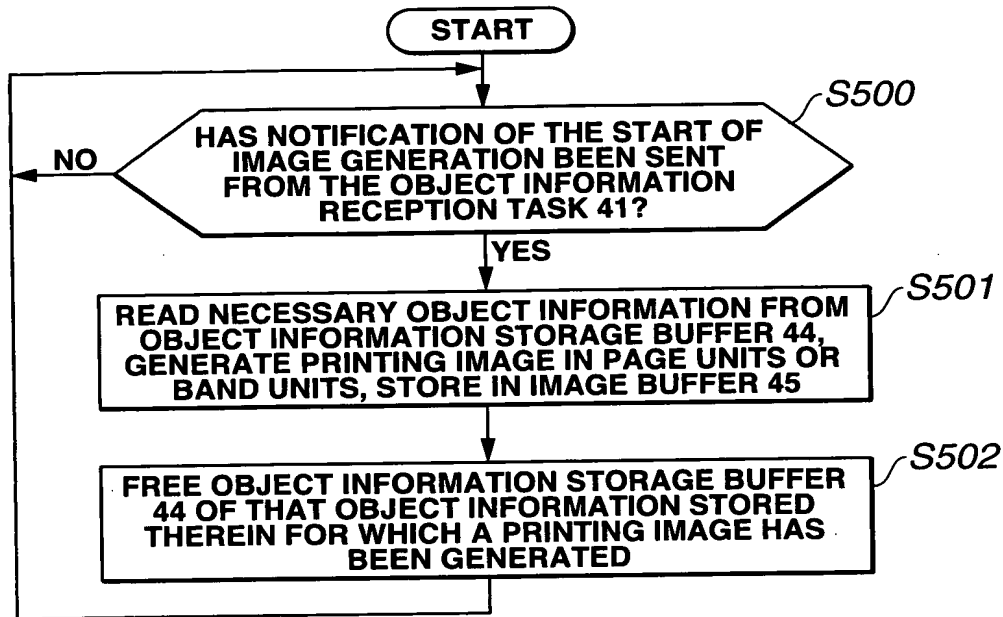 START
S500
HAS NOTIFICATION OF THE START OF
IMAGE GENERATION BEEN SENT
FROM THE OBJECT INFORMATION
RECEPTION TASK 41?
NO
YES
S501
READ NECESSARY OBJECT INFORMATION FROM
OBJECT INFORMATION STORAGE BUFFER 44,
GENERATE PRINTING IMAGE IN PAGE UNITS OR
BAND UNITS, STORE IN IMAGE BUFFER 45
S502
FREE OBJECT INFORMATION STORAGE BUFFER
44 OF THAT OBJECT INFORMATION STORED
THEREIN FOR WHICH A PRINTING IMAGE HAS
BEEN GENERATED